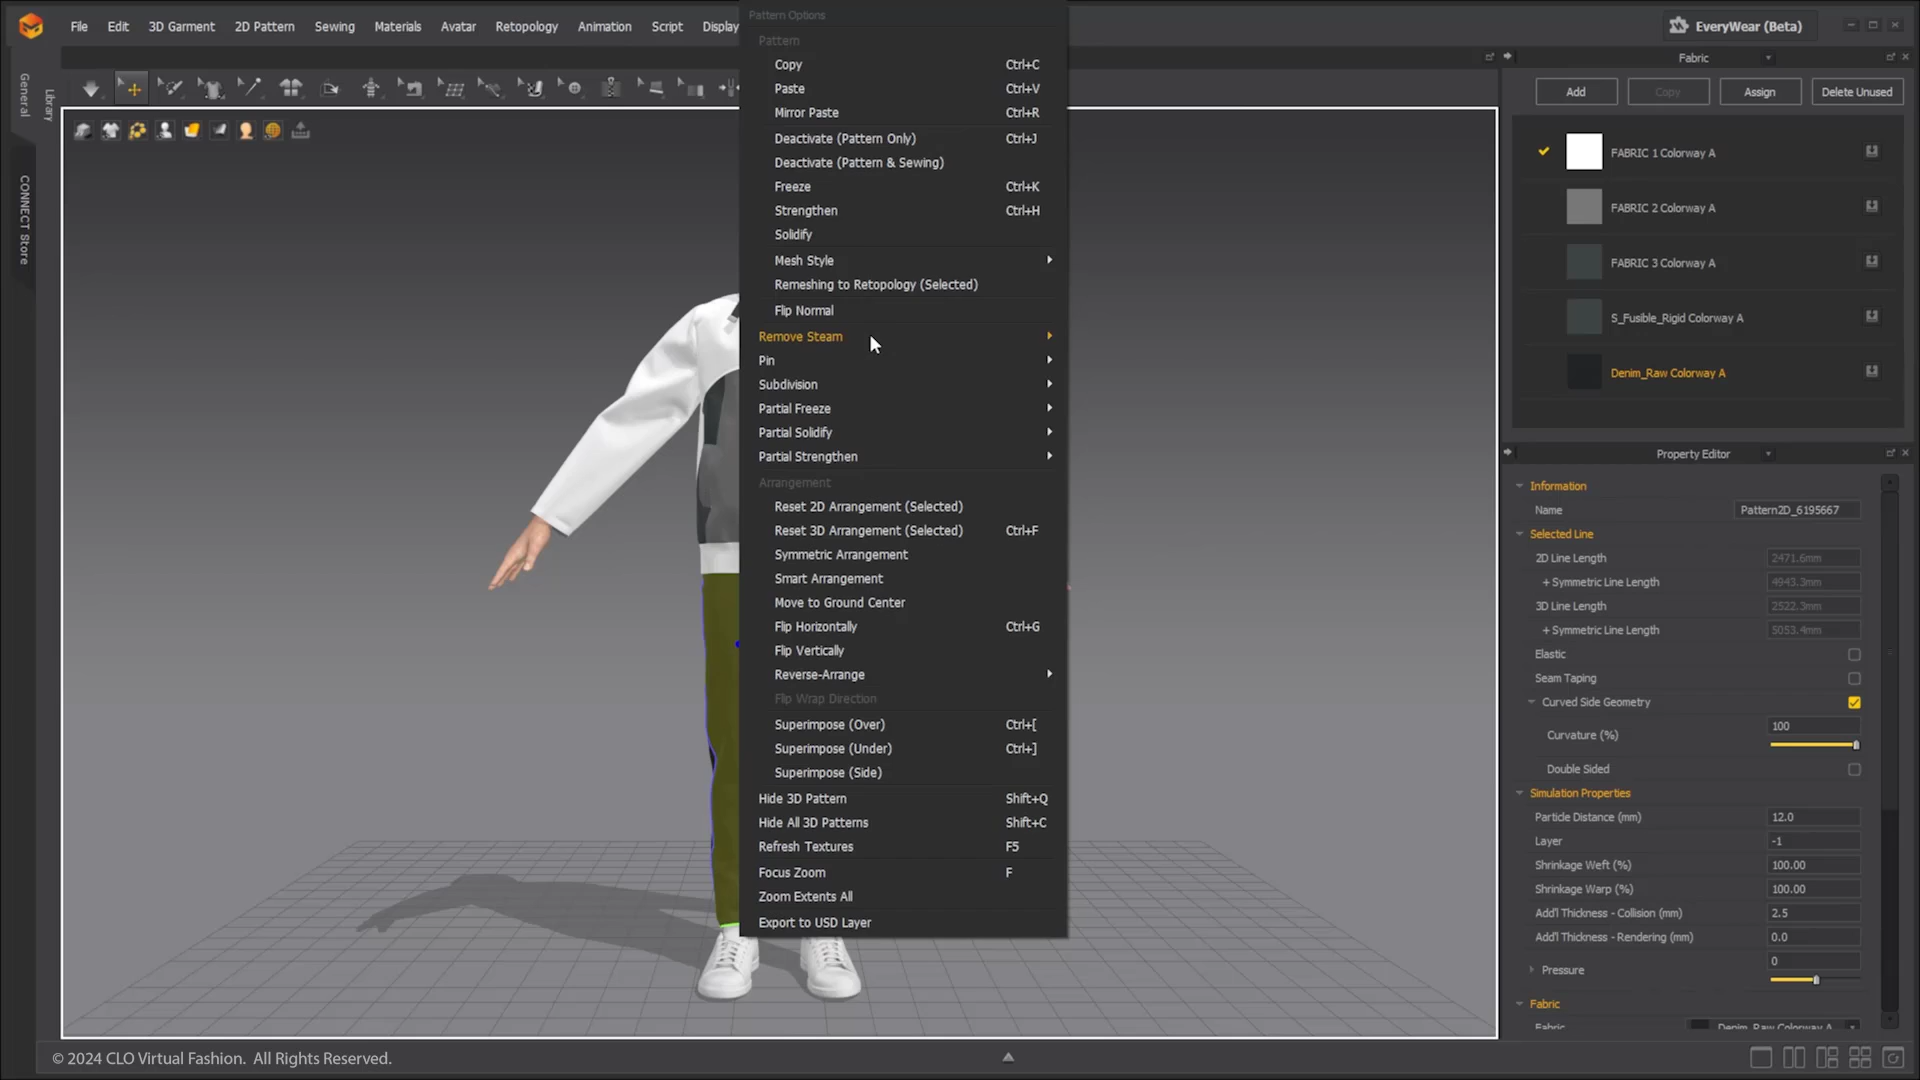 File Edit 3D Garment 2D Pattern Sewing Materials Avatar Retopology Animation Script Display
EveryWear (Beta)
General
Library
CONNECT Store
Pattern Options
Pattern
Copy Ctrl+C
Paste Ctrl+V
Mirror Paste Ctrl+R
Deactivate (Pattern Only) Ctrl+J
Deactivate (Pattern & Sewing)
Freeze Ctrl+K
Strengthen Ctrl+H
Solidify
Mesh Style
Remeshing to Retopology (Selected)
Flip Normal
Remove Steam
Pin
Subdivision
Partial Freeze
Partial Solidify
Partial Strengthen
Arrangement
Reset 2D Arrangement (Selected)
Reset 3D Arrangement (Selected) Ctrl+F
Symmetric Arrangement
Smart Arrangement
Move to Ground Center
Flip Horizontally Ctrl+G
Flip Vertically
Reverse-Arrange
Flip Wrap Direction
Superimpose (Over) Ctrl+[
Superimpose (Under) Ctrl+]
Superimpose (Side)
Hide 3D Pattern Shift+Q
Hide All 3D Patterns Shift+C
Refresh Textures F5
Focus Zoom F
Zoom Extents All
Export to USD Layer
Fabric
Add Copy Assign Delete Unused
FABRIC 1 Colorway A
FABRIC 2 Colorway A
FABRIC 3 Colorway A
S_Fusible_Rigid Colorway A
Denim_Raw Colorway A
Property Editor
Information
Name Pattern2D_6195667
Selected Line
2D Line Length 2471.6mm
+ Symmetric Line Length 4943.3mm
3D Line Length 2522.3mm
+ Symmetric Line Length 5053.4mm
Elastic
Seam Taping
Curved Side Geometry
Curvature (%) 100
Double Sided
Simulation Properties
Particle Distance (mm) 12.0
Layer -1
Shrinkage Weft (%) 100.00
Shrinkage Warp (%) 100.00
Add'l Thickness - Collision (mm) 2.5
Add'l Thickness - Rendering (mm) 0.0
Pressure 0
Fabric
Fabric Denim_Raw Colorway A
© 2024 CLO Virtual Fashion. All Rights Reserved.